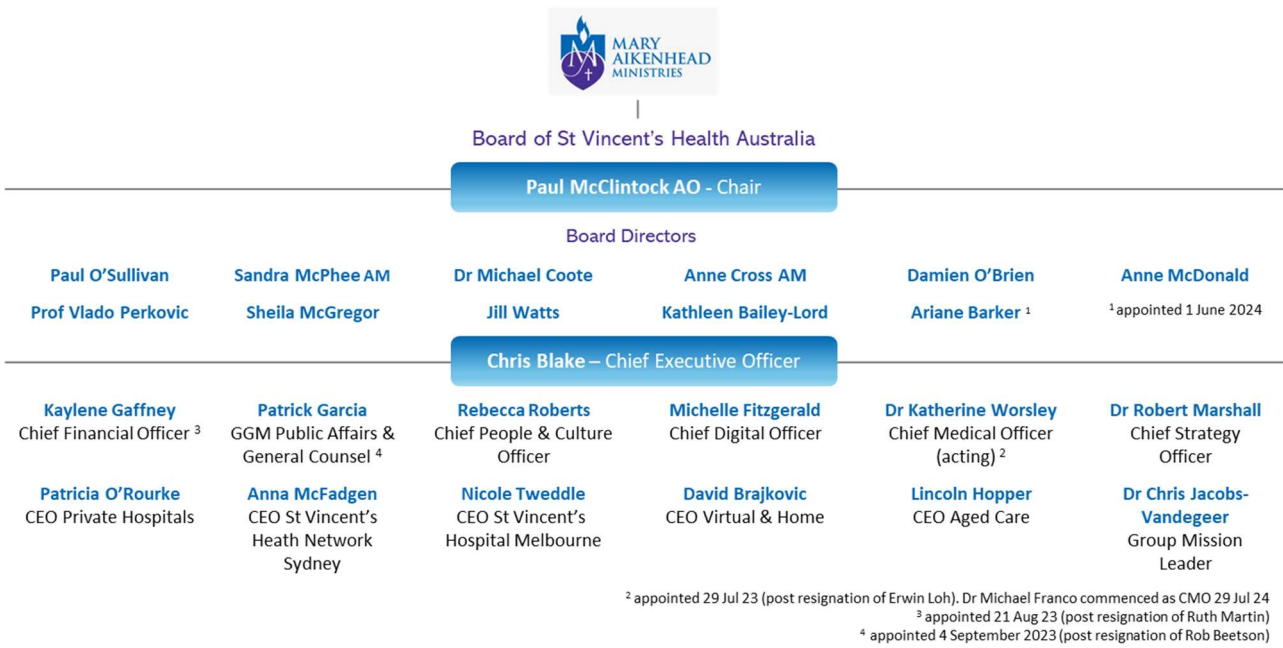 MARY
AIKENHEAD
MINISTRIES
Board of St Vincent's Health Australia
Paul McClintock AO - Chair
Board Directors
Paul O'Sullivan Sandra McPhee AM Dr Michael Coote Anne Cross AM Damien O'Brien Anne McDonald
Prof Vlado Perkovic Sheila McGregor Jill Watts Kathleen Bailey-Lord Ariane Barker ¹ ¹ appointed 1 June 2024
Chris Blake – Chief Executive Officer
Kaylene Gaffney
Chief Financial Officer ³
Patrick Garcia
GGM Public Affairs &
General Counsel ⁴
Rebecca Roberts
Chief People & Culture
Officer
Michelle Fitzgerald
Chief Digital Officer
Dr Katherine Worsley
Chief Medical Officer
(acting) ²
Dr Robert Marshall
Chief Strategy
Officer
Patricia O'Rourke
CEO Private Hospitals
Anna McFadgen
CEO St Vincent's
Heath Network
Sydney
Nicole Tweddle
CEO St Vincent's
Hospital Melbourne
David Brajkovic
CEO Virtual & Home
Lincoln Hopper
CEO Aged Care
Dr Chris Jacobs-
Vandegeer
Group Mission
Leader
² appointed 29 Jul 23 (post resignation of Erwin Loh). Dr Michael Franco commenced as CMO 29 Jul 24
³ appointed 21 Aug 23 (post resignation of Ruth Martin)
⁴ appointed 4 September 2023 (post resignation of Rob Beetson)